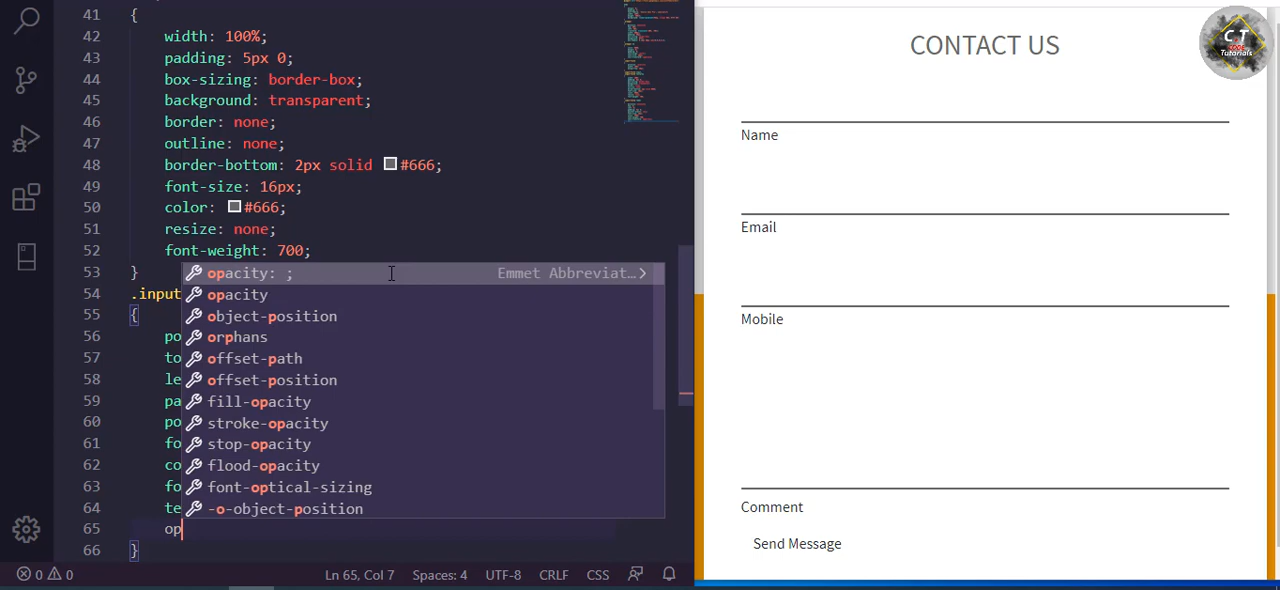 41 {
42 width: 100%;
43 padding: 5px 0;
44 box-sizing: border-box;
45 background: transparent;
46 border: none;
47 outline: none;
48 border-bottom: 2px solid #666;
49 font-size: 16px;
50 color: #666;
51 resize: none;
52 font-weight: 700;
53 }
opacity: ; Emmet Abbreviat...
54 .input
opacity
55 {
object-position
56 po
orphans
57 to
offset-path
58 le
offset-position
59 pa
fill-opacity
60 po
stroke-opacity
61 fo
stop-opacity
62 co
flood-opacity
63 fo
font-optical-sizing
64 te
-o-object-position
65 op
66 }
0 0 Ln 65, Col 7 Spaces: 4 UTF-8 CRLF CSS
CONTACT US
C T
CODE
Tutorials
Name
Email
Mobile
Comment
Send Message